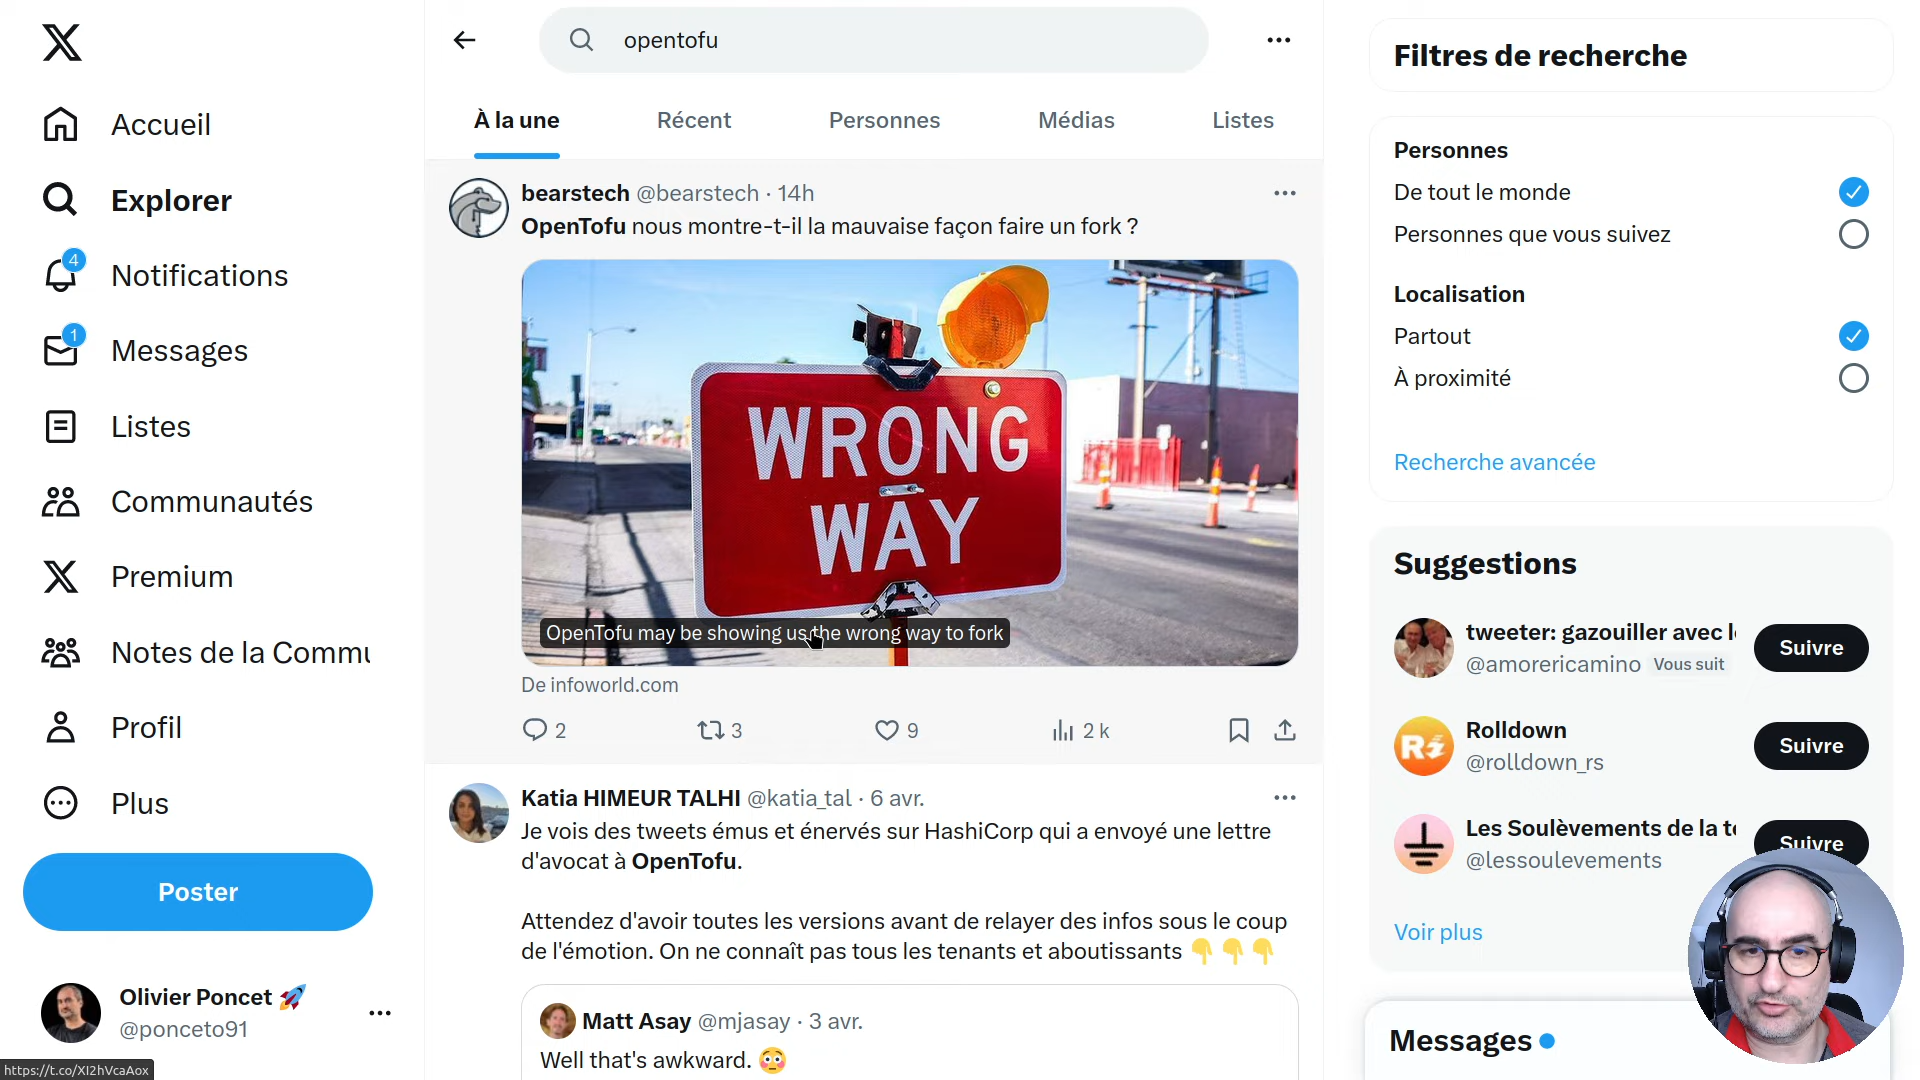 Accueil
Explorer
4
Notifications
1
Messages
Listes
Communautés
Premium
Notes de la Commu
Profil
Plus
Poster
Olivier Poncet 🚀
@ponceto91
https://t.co/XI2hVcaAox
opentofu
À la une
Récent
Personnes
Médias
Listes
bearstech @bearstech · 14h
OpenTofu nous montre-t-il la mauvaise façon faire un fork ?
WRONG
WAY
OpenTofu may be showing us the wrong way to fork
De infoworld.com
2
3
9
2 k
Katia HIMEUR TALHI @katia_tal · 6 avr.
Je vois des tweets émus et énervés sur HashiCorp qui a envoyé une lettre
d'avocat à OpenTofu.
Attendez d'avoir toutes les versions avant de relayer des infos sous le coup
de l'émotion. On ne connaît pas tous les tenants et aboutissants 👇👇👇
Matt Asay @mjasay · 3 avr.
Well that's awkward. 😳
Filtres de recherche
Personnes
De tout le monde
Personnes que vous suivez
Localisation
Partout
À proximité
Recherche avancée
Suggestions
tweeter: gazouiller avec l
@amorericamino Vous suit
Suivre
Rolldown
@rolldown_rs
Suivre
Les Soulèvements de la t
@lessoulevements
Suivre
Voir plus
Messages